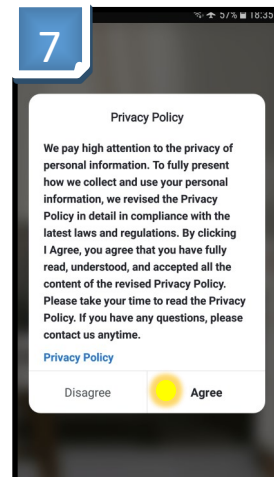 57% 18:35
7
Privacy Policy
We pay high attention to the privacy of
personal information. To fully present
how we collect and use your personal
information, we revised the Privacy
Policy in detail in compliance with the
latest laws and regulations. By clicking
I Agree, you agree that you have fully
read, understood, and accepted all the
content of the revised Privacy Policy.
Please take your time to read the Privacy
Policy. If you have any questions, please
contact us anytime.
Privacy Policy
Disagree Agree